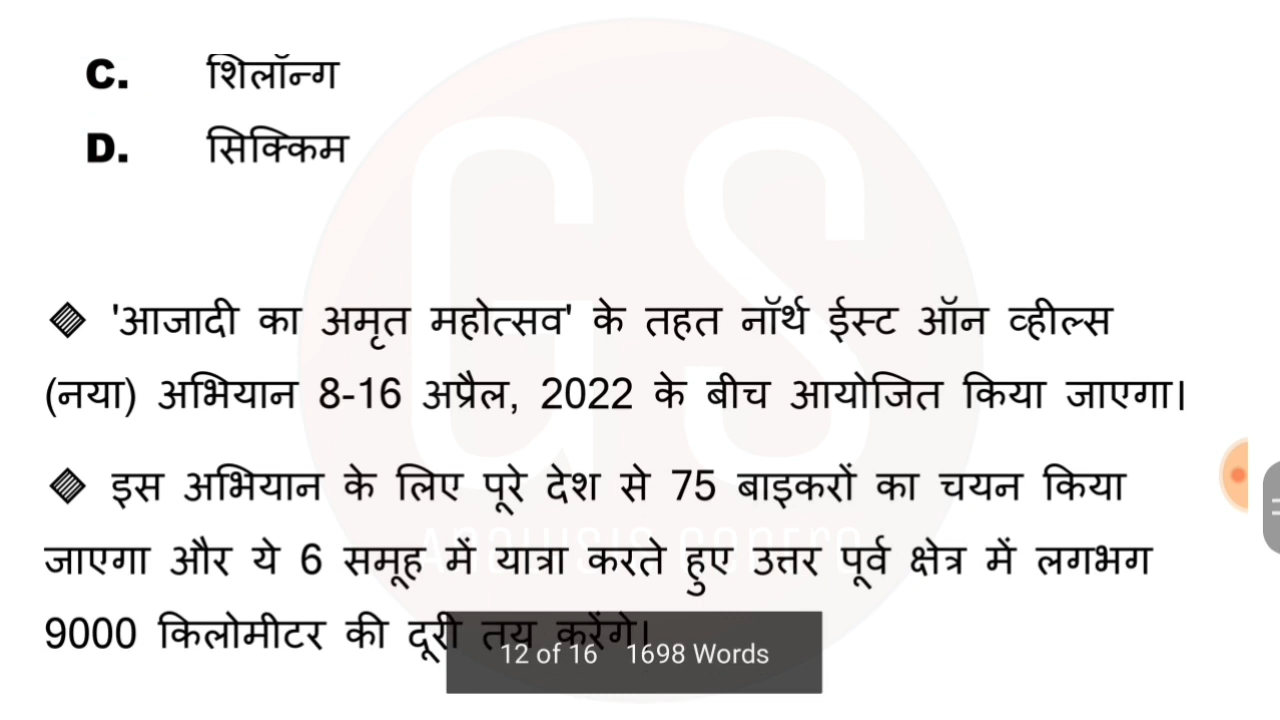 C. शिलॉन्ग
D. सिक्किम
'आजादी का अमृत महोत्सव' के तहत नॉर्थ ईस्ट ऑन व्हील्स
(नया) अभियान 8-16 अप्रैल, 2022 के बीच आयोजित किया जाएगा।
इस अभियान के लिए पूरे देश से 75 बाइकरों का चयन किया
जाएगा और ये 6 समूह में यात्रा करते हुए उत्तर पूर्व क्षेत्र में लगभग
9000 किलोमीटर की दूरी तय करेंगे।
12 of 16 1698 Words
GS